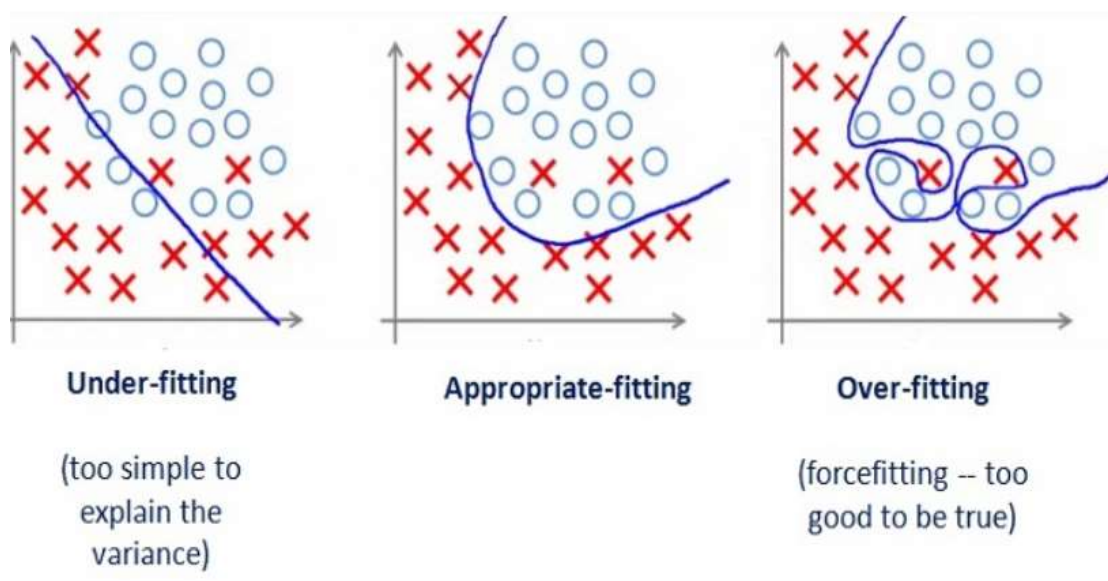 Under-fitting
Appropriate-fitting
Over-fitting
(too simple to
explain the
variance)
(forcefitting -- too
good to be true)